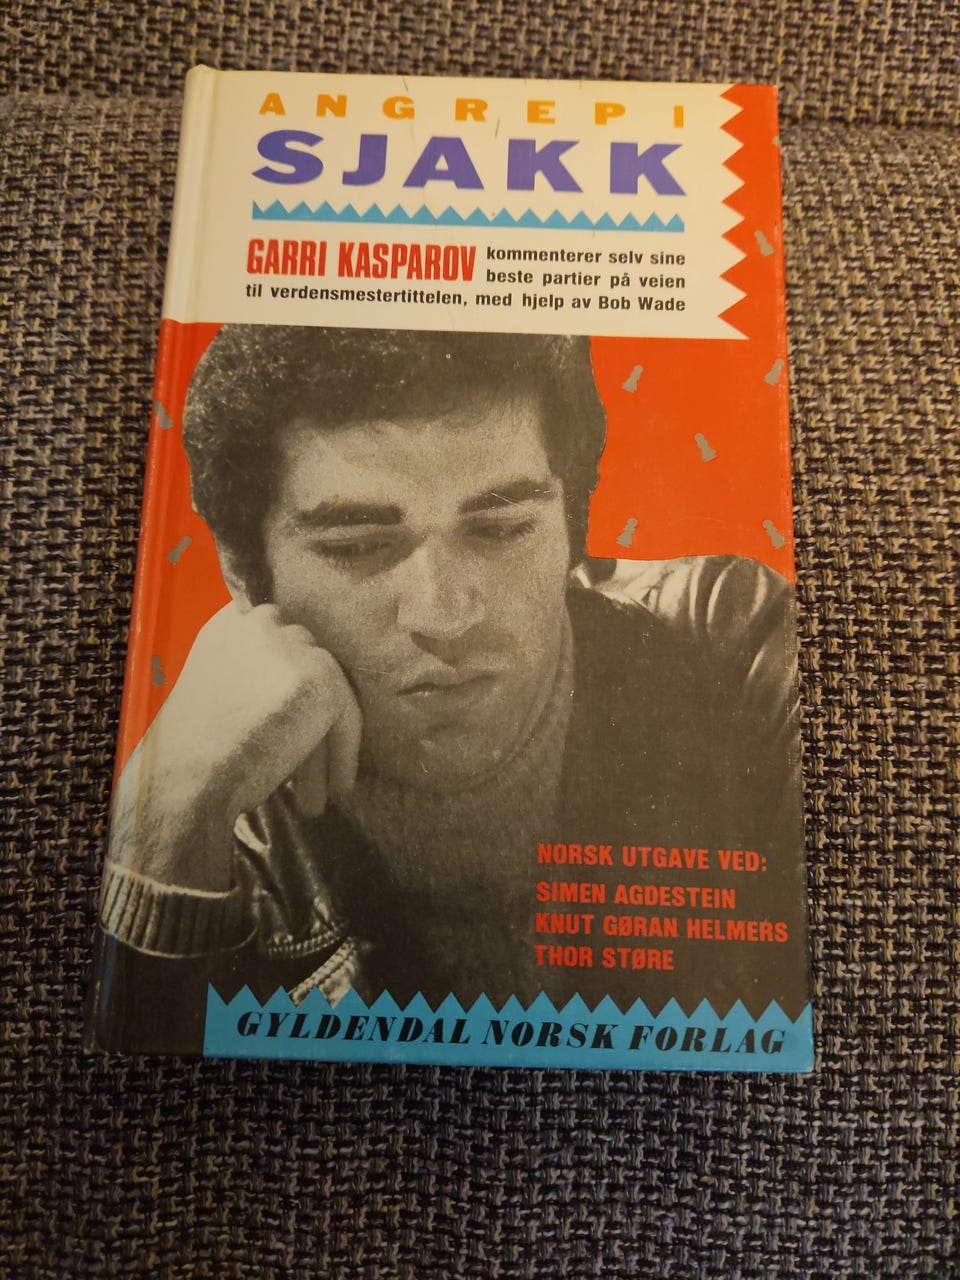 ANGREP I
SJAKK
GARRI KASPAROV kommenterer selv sine
beste partier på veien
til verdensmestertittelen, med hjelp av Bob Wade
NORSK UTGAVE VED:
SIMEN AGDESTEIN
KNUT GØRAN HELMERS
THOR STØRE
GYLDENDAL NORSK FORLAG